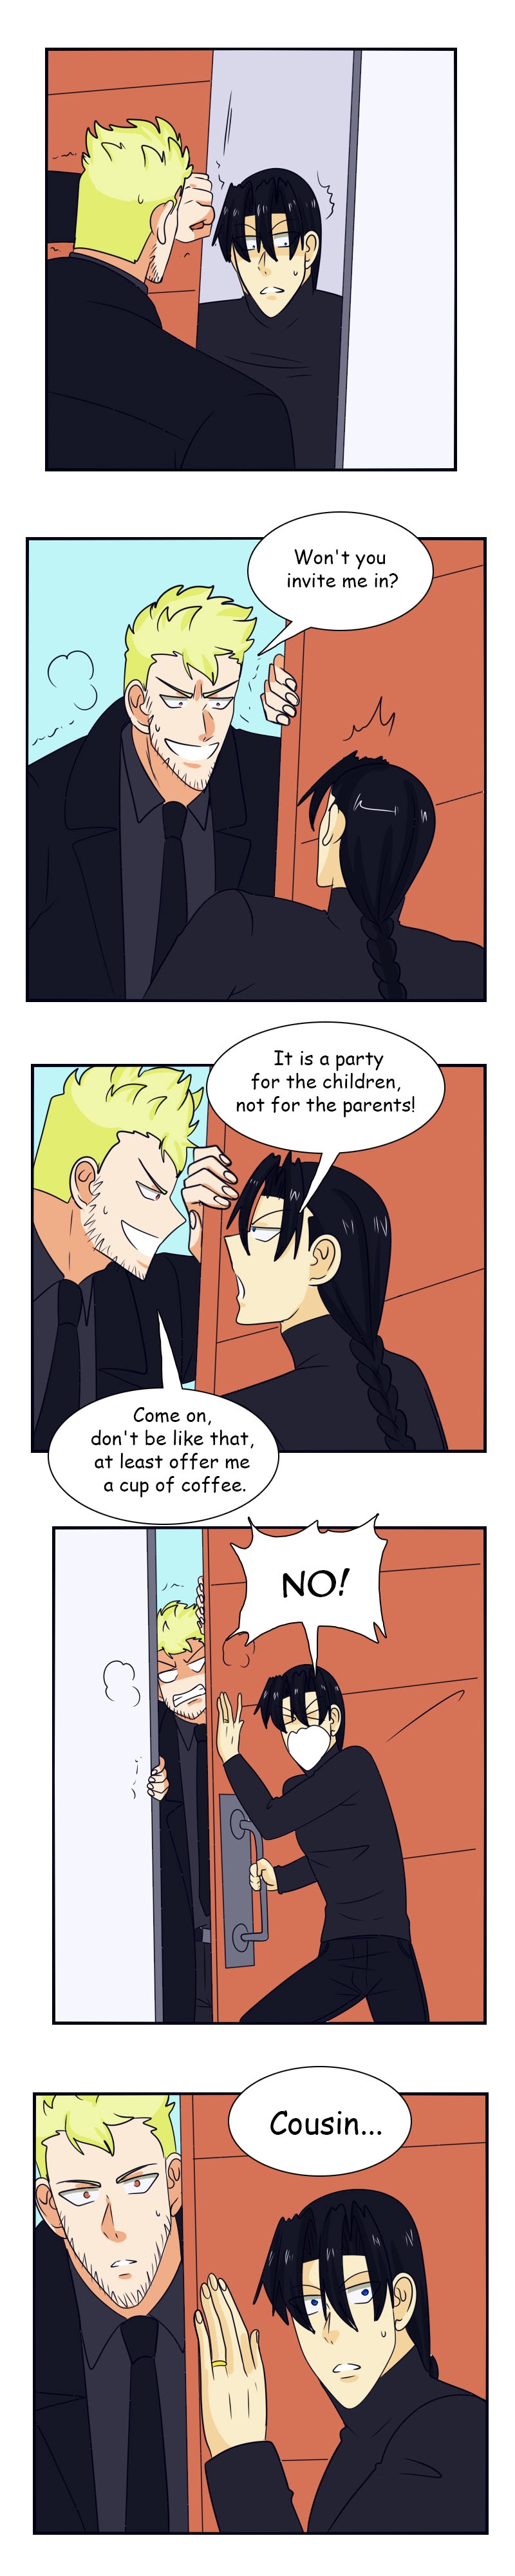 Won't you
invite me in?
It is a party
for the children,
not for the parents!
Come on,
don't be like that,
at least offer me
a cup of coffee.
NO!
Cousin...